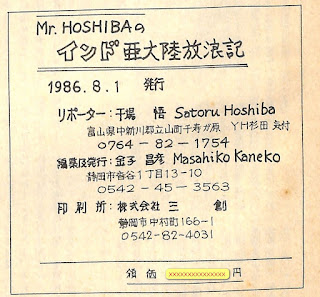 Mr. HOSHIBAの
インド亜大陸放浪記
1986.8.1 発行
リポーター:干場 悟 Satoru Hoshiba
富山県中新川郡立山町千寿ガ原 YH杉田 気付
0764-82-1754
編集及発行:金子 昌彦 Masahiko Kaneko
静岡市沓谷1丁目13-10
0542-45-3563
印刷所:株式会社 三 創
静岡市中村町166-1
0542-82-4031
領価 xxxxxxxxxxxxxxx 円